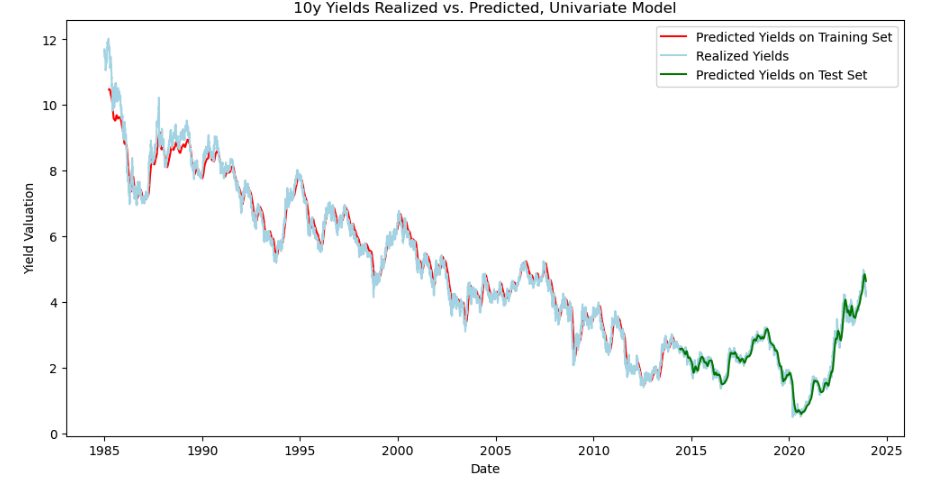 10y Yields Realized vs. Predicted, Univariate Model
Predicted Yields on Training Set
Realized Yields
Predicted Yields on Test Set
Yield Valuation
12
10
8
6
4
2
0
1985 1990 1995 2000 2005 2010 2015 2020 2025
Date